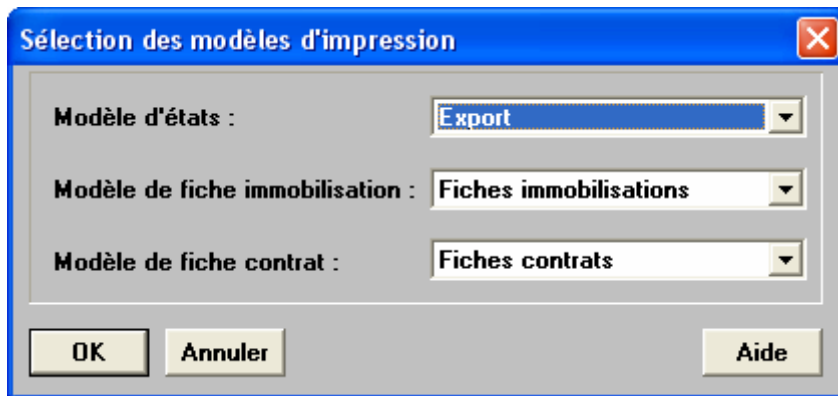 Sélection des modèles d'impression
Modèle d'états : Export
Modèle de fiche immobilisation : Fiches immobilisations
Modèle de fiche contrat : Fiches contrats
OK Annuler Aide